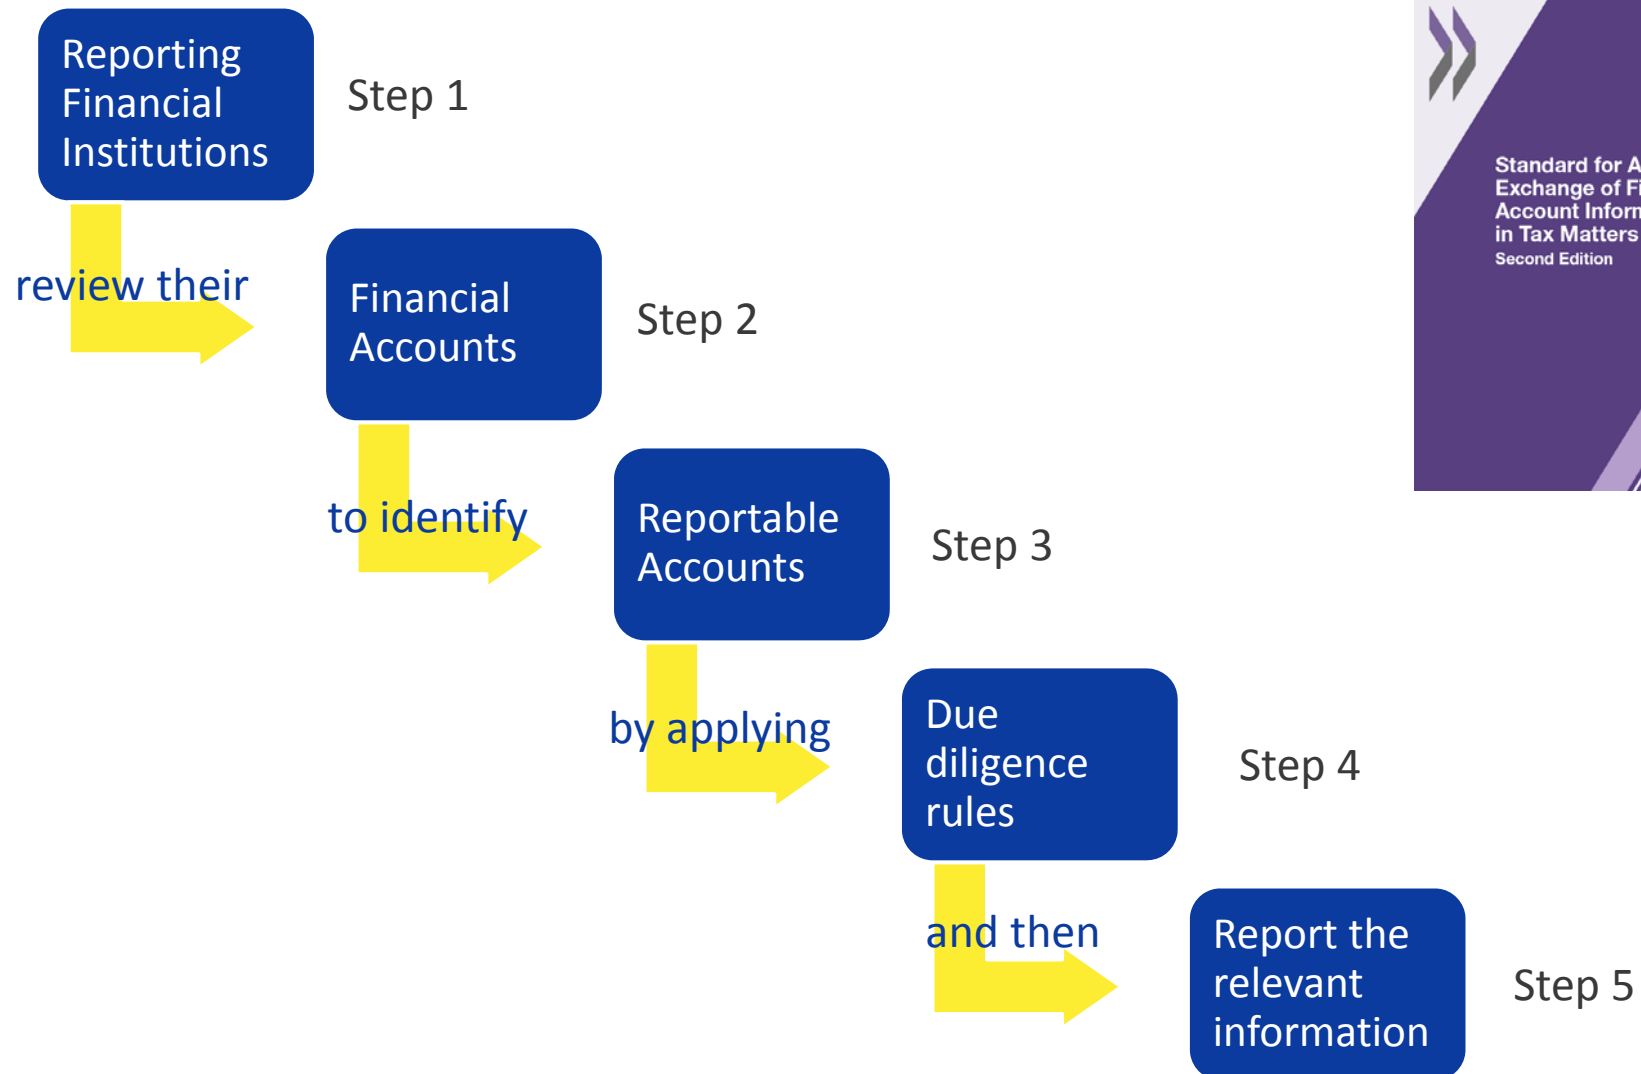 Reporting
Financial
Institutions
Step 1
review their
Financial
Accounts
Step 2
to identify
Reportable
Accounts
Step 3
by applying
Due
diligence
rules
Step 4
and then
Report the
relevant
information
Step 5
Standard for A
Exchange of Fi
Account Inform
in Tax Matters
Second Edition